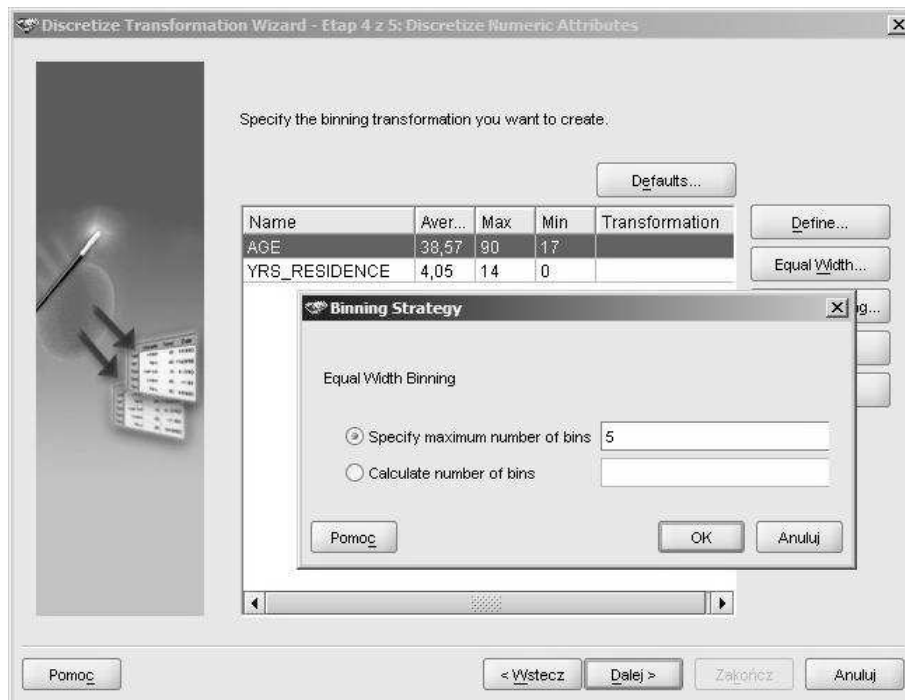 Discretize Transformation Wizard - Etap 4 z 5: Discretize Numeric Attributes
Specify the binning transformation you want to create.
Defaults...
Name Aver... Max Min Transformation
AGE 38,57 90 17
YRS_RESIDENCE 4,05 14 0
Define...
Equal Width...
ig...
Binning Strategy
Equal Width Binning
Specify maximum number of bins 5
Calculate number of bins
Pomoc OK Anuluj
Pomoc < Wstecz Dalej > Zakończ Anuluj